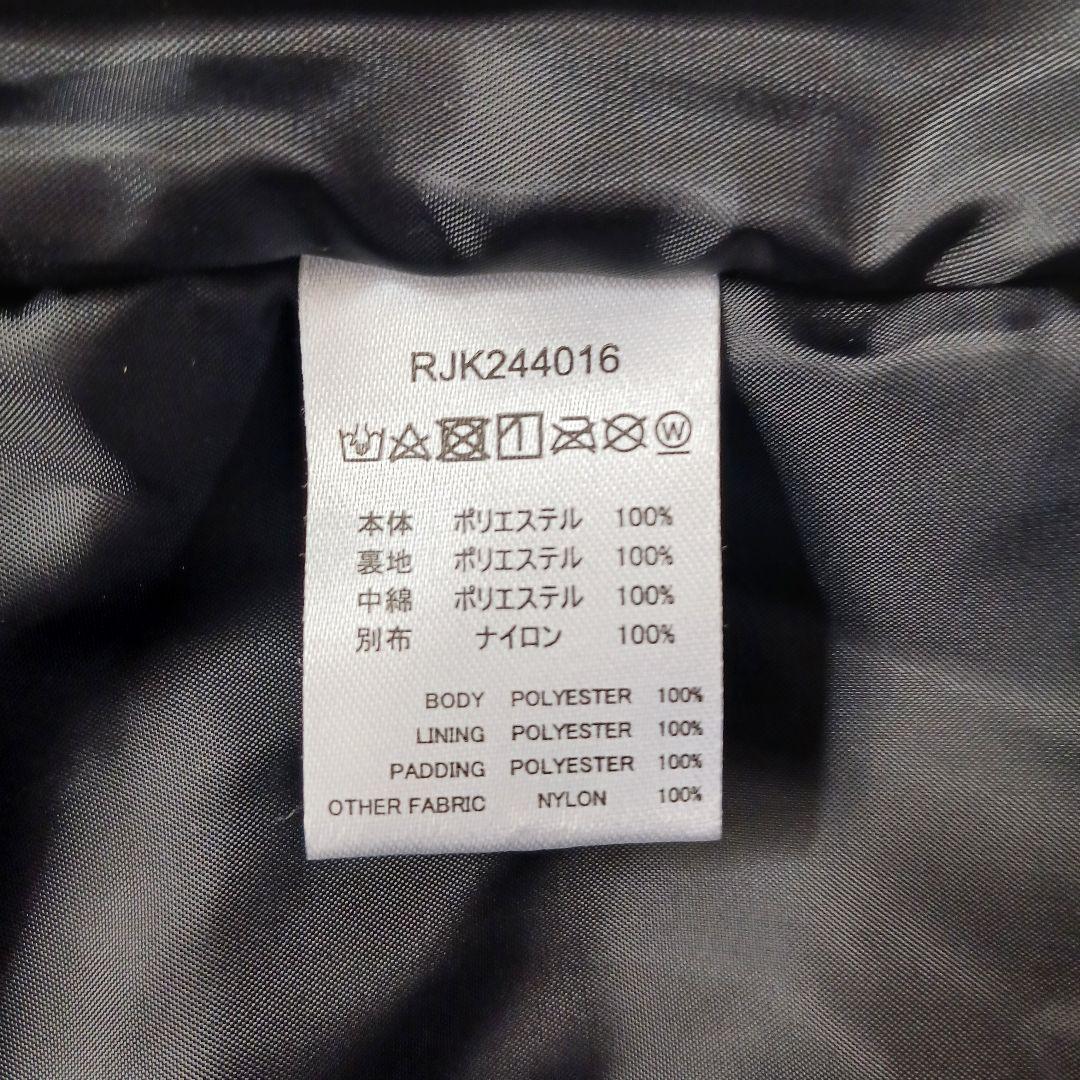 RJK244016
W
本体 ポリエステル 100%
裏地 ポリエステル 100%
中綿 ポリエステル 100%
別布 ナイロン 100%
BODY POLYESTER 100%
LINING POLYESTER 100%
PADDING POLYESTER 100%
OTHER FABRIC NYLON 100%